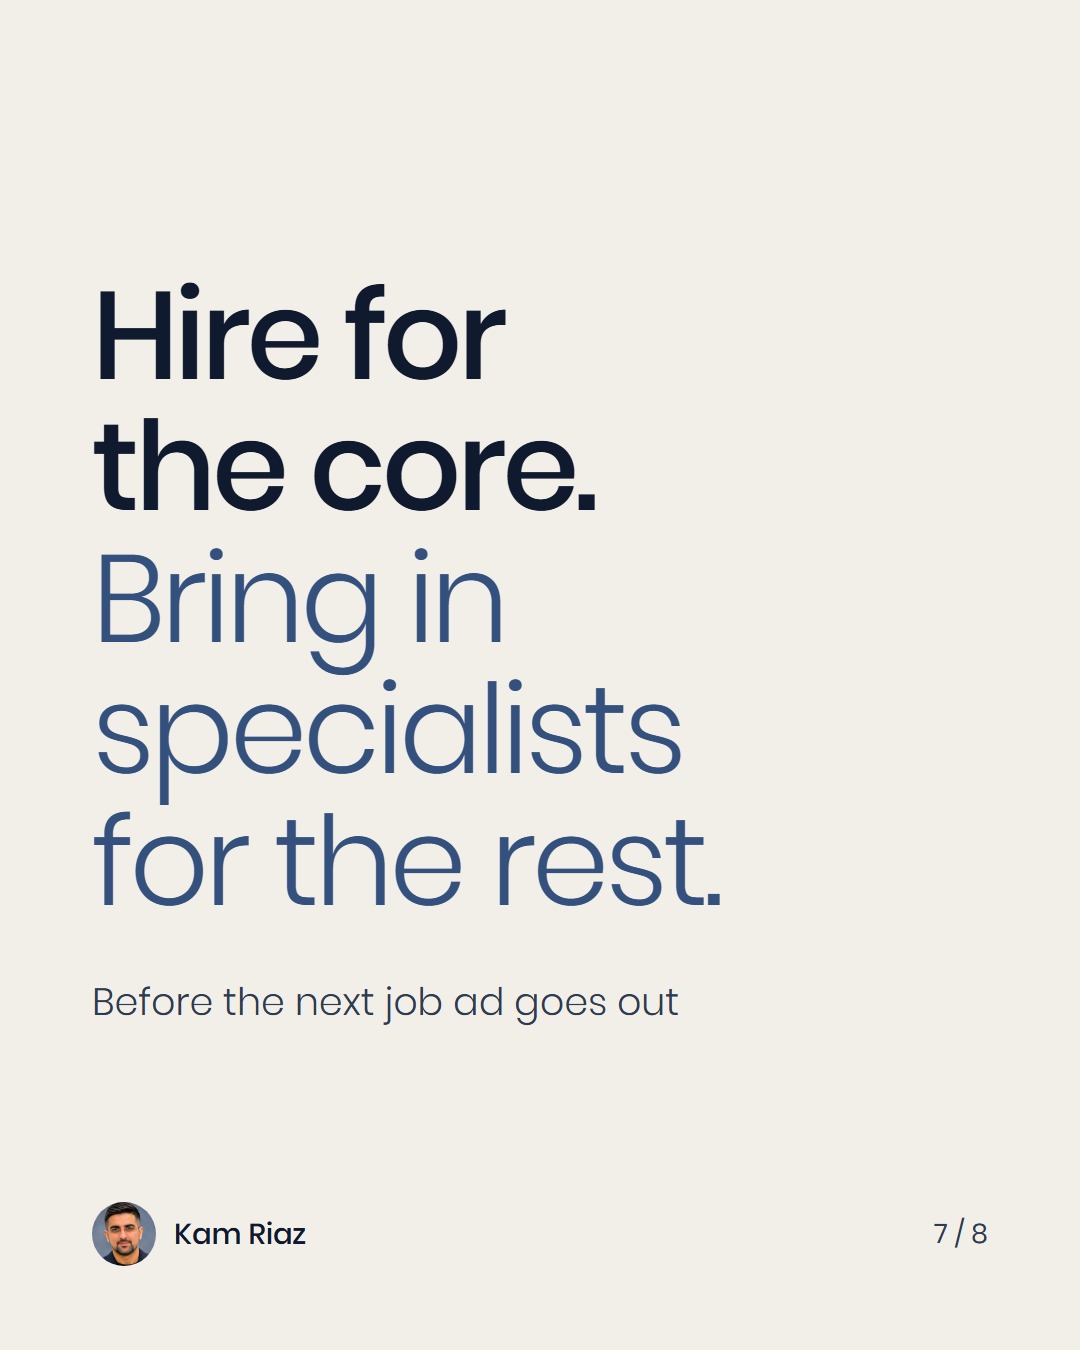 Hire for
the core.
Bring in
specialists
for the rest.
Before the next job ad goes out
Kam Riaz
7 / 8